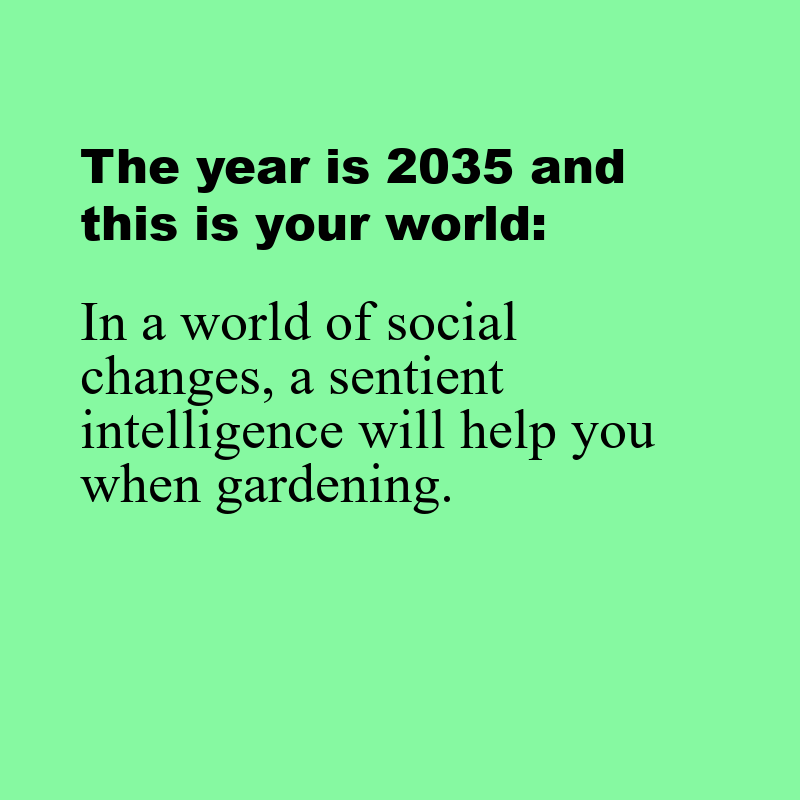 The year is 2035 and
this is your world:
In a world of social
changes, a sentient
intelligence will help you
when gardening.